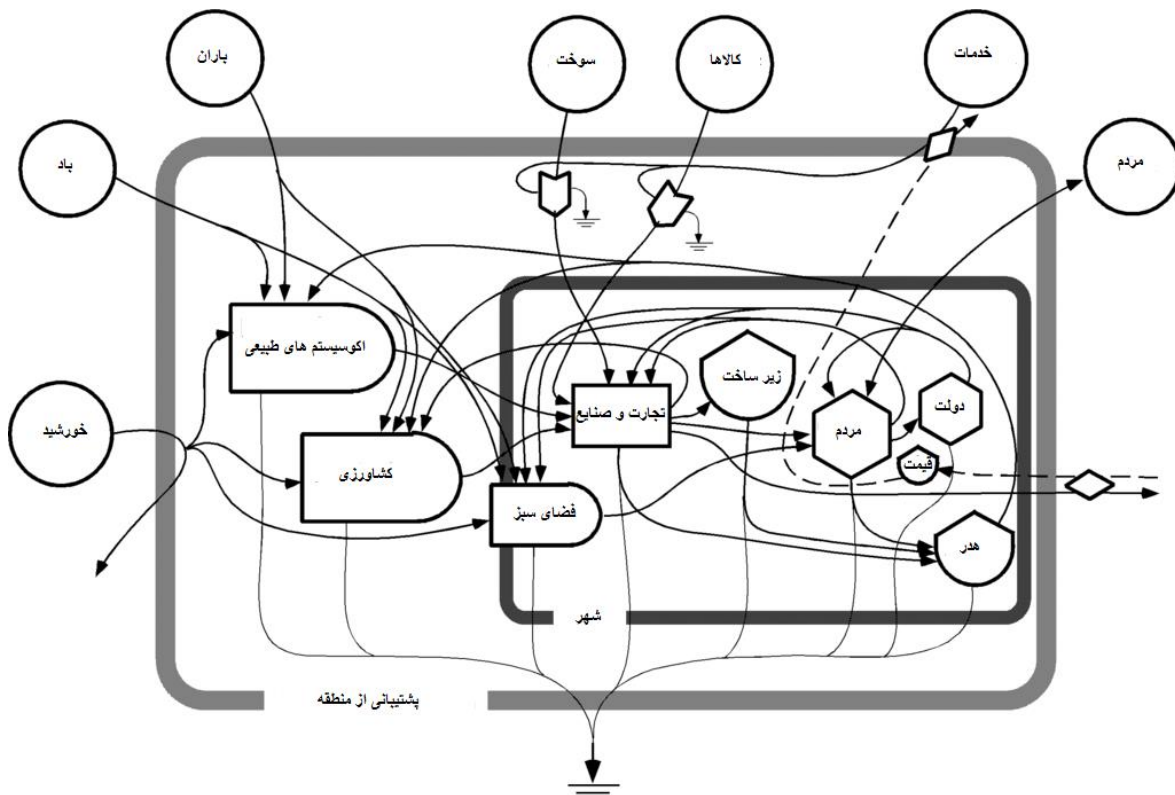 باران
سوخت
کالاها
خدمات
باد
مردم
اکوسیستم های طبیعی
زیر ساخت
تجارت و صنایع
دولت
مردم
خورشید
کشاورزی
قیمت
فضای سبز
هدر
شهر
پشتیبانی از منطقه